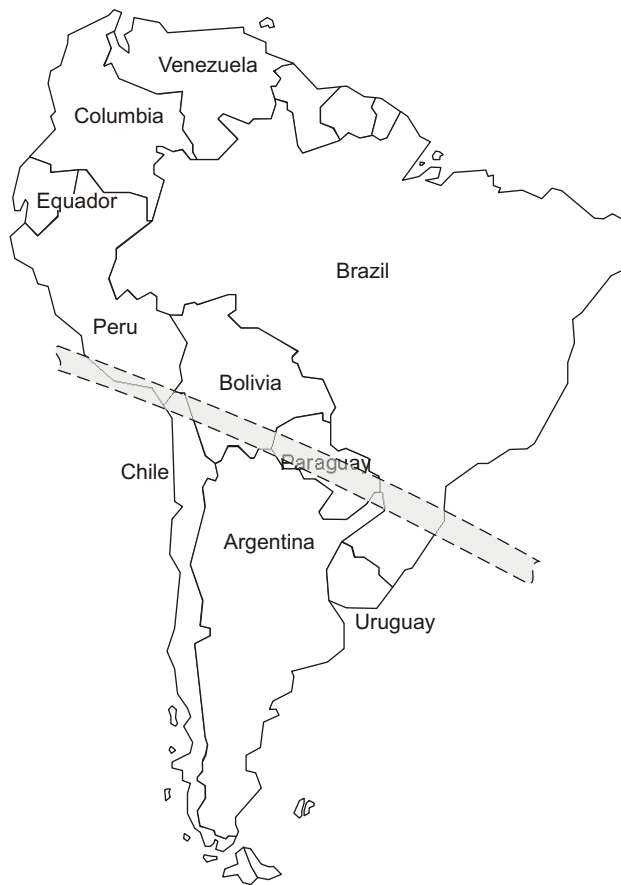 Venezuela
Columbia
Equador
Brazil
Peru
Bolivia
Paraguay
Chile
Argentina
Uruguay